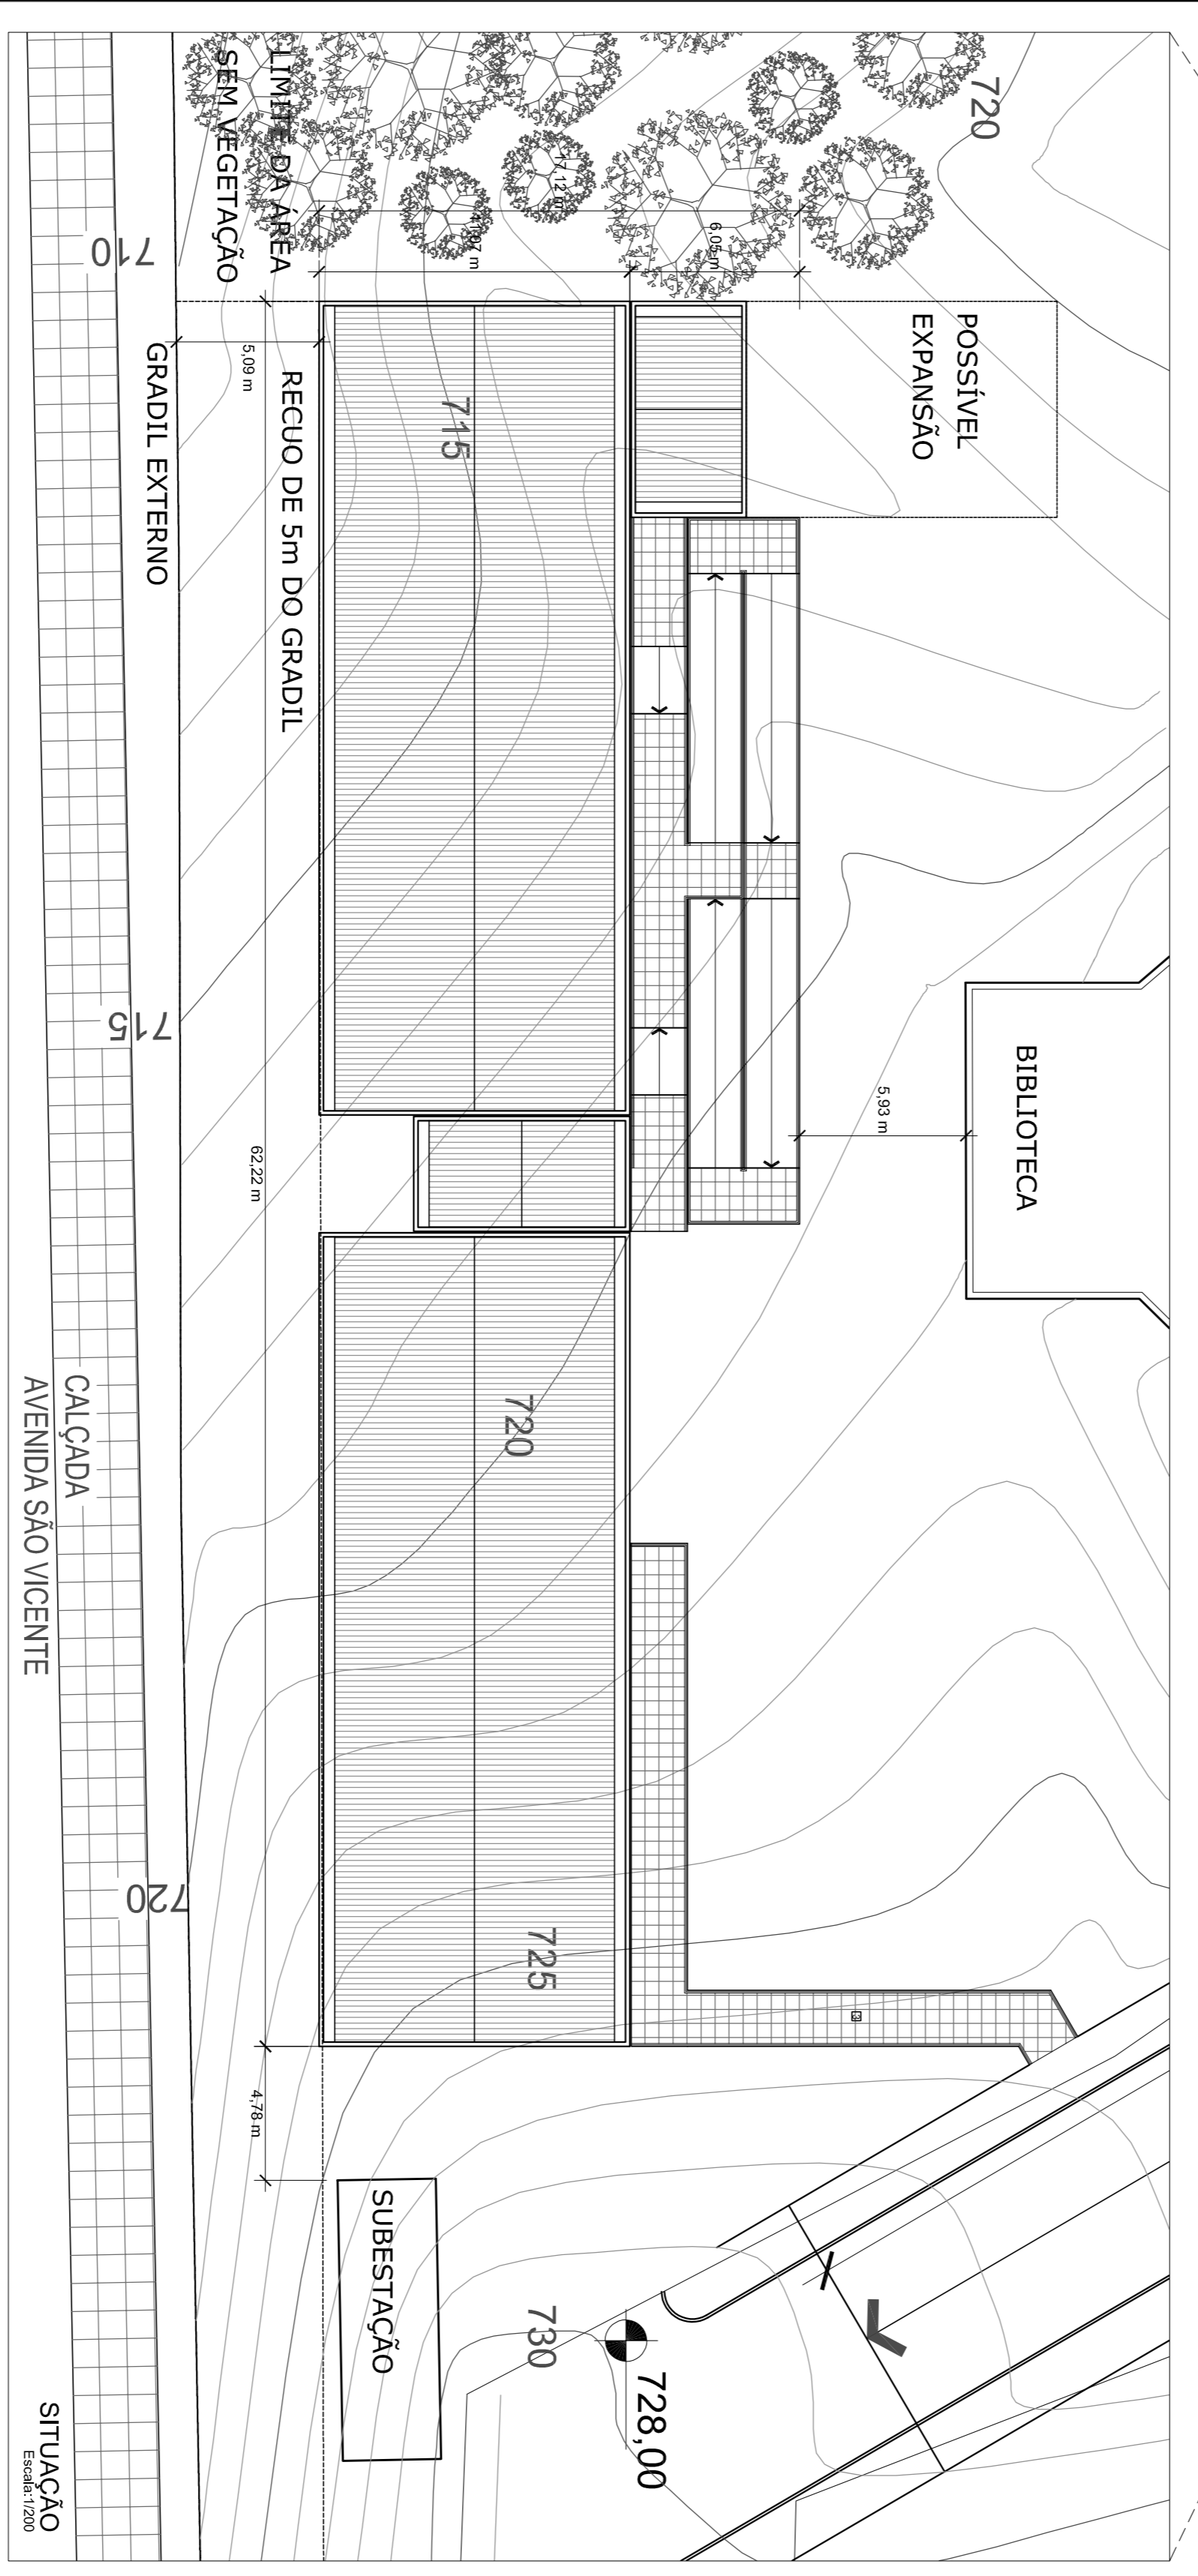 720
LIMITE DA ÁREA
SEM VEGETAÇÃO
17,12 m
6,05 m
710
POSSÍVEL
EXPANSÃO
5,09 m
GRADIL EXTERNO
RECUO DE 5m DO GRADIL
715
715
BIBLIOTECA
5,93 m
62,22 m
CALÇADA
AVENIDA SÃO VICENTE
720
720
725
4,78 m
SUBESTAÇÃO
730
728,00
SITUAÇÃO
Escala:1/200